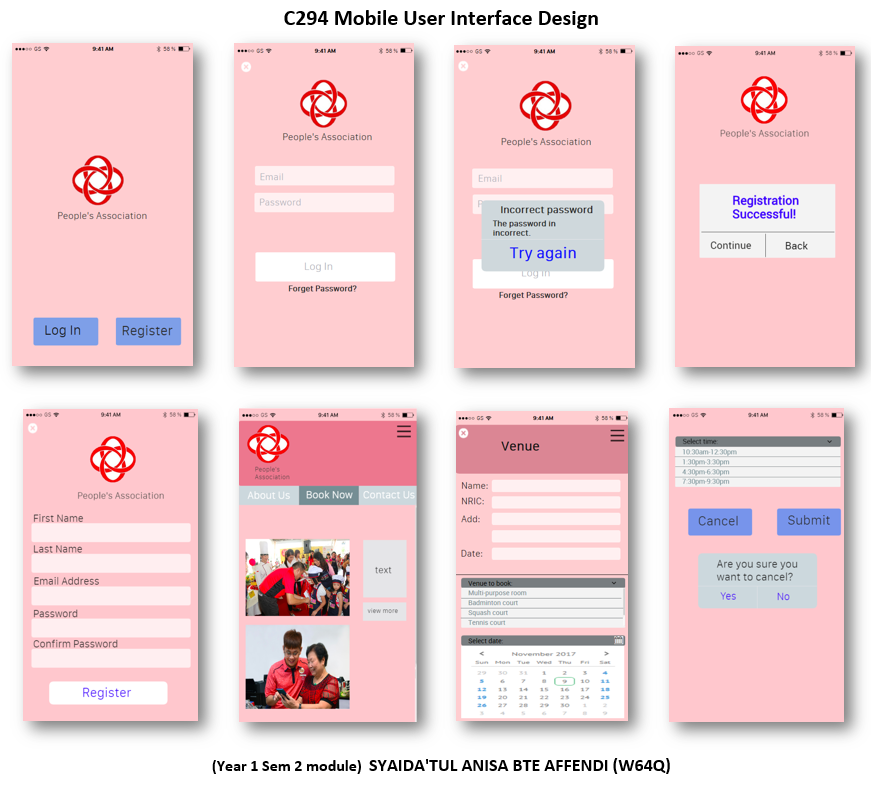 C294 Mobile User Interface Design
●●●○○ GS 9:41 AM 58 %
People's Association
Log In Register
●●●○○ GS 9:41 AM 58 %
People's Association
Email
Password
Log In
Forget Password?
●●●○○ GS 9:41 AM 58 %
People's Association
Email
P
Incorrect password
The password in
incorrect.
Try again
Log In
Forget Password?
●●●○○ GS 9:41 AM 58 %
People's Association
Registration
Successful!
Continue Back
●●●○○ GS 9:41 AM 58 %
People's Association
First Name
Last Name
Email Address
Password
Confirm Password
Register
●●●○○ GS 9:41 AM 58 %
People's
Association
About Us Book Now Contact Us
text
view more
●●●○○ GS 9:41 AM 58 %
Venue
Name:
NRIC:
Add:
Date:
Venue to book:
Multi-purpose room
Badminton court
Squash court
Tennis court
Select date
< November 2017 >
Sun Mon Tue Wed Thu Fri Sat
29 30 31 1 2 3 4
5 6 7 8 9 10 11
12 13 14 15 16 17 18
19 20 21 22 23 24 25
26 27 28 29 30 1 2
3 4 5 6 7 8 9
●●●○○ GS 9:41 AM 58 %
Select time:
10:30am-12:30pm
1:30pm-3:30pm
4:30pm-6:30pm
7:30pm-9:30pm
Cancel Submit
Are you sure you
want to cancel?
Yes No
(Year 1 Sem 2 module) SYAIDA'TUL ANISA BTE AFFENDI (W64Q)